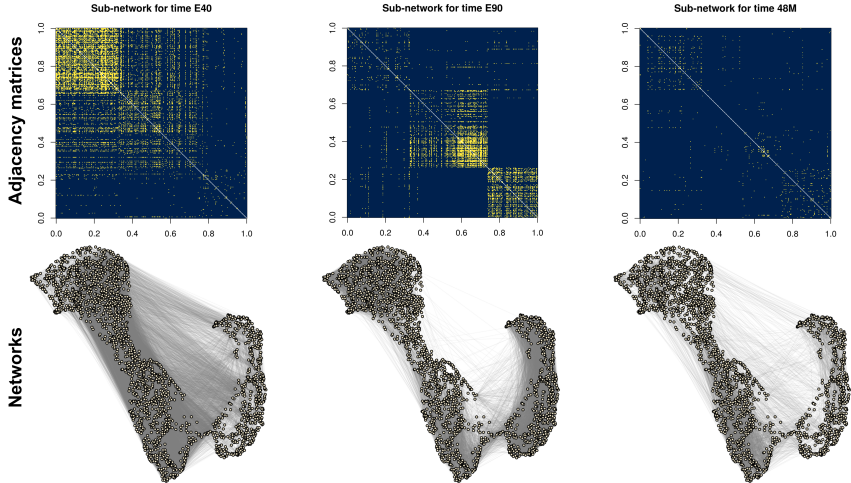 Sub-network for time E40
Sub-network for time E90
Sub-network for time 48M
Adjacency matrices
1.0
0.8
0.6
0.4
0.2
0.0
0.0 0.2 0.4 0.6 0.8 1.0
1.0
0.8
0.6
0.4
0.2
0.0
0.0 0.2 0.4 0.6 0.8 1.0
1.0
0.8
0.6
0.4
0.2
0.0
0.0 0.2 0.4 0.6 0.8 1.0
Networks